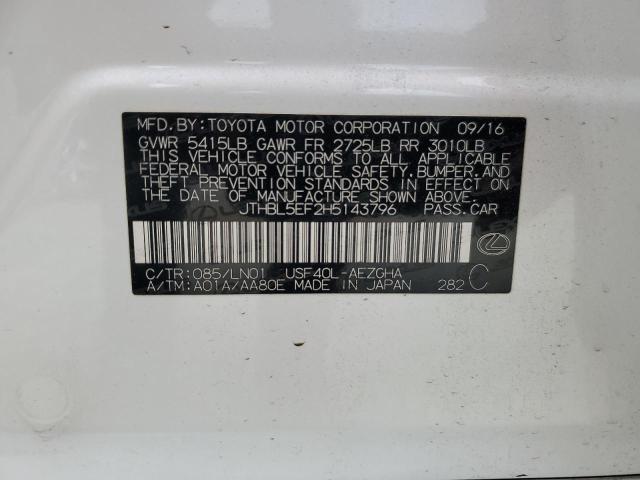 MFD.BY:TOYOTA MOTOR CORPORATION 09/16
GVWR 5415LB GAWR FR 2725LB RR 3010LB
THIS VEHICLE CONFORMS TO ALL APPLICABLE
FEDERAL MOTOR VEHICLE SAFETY,BUMPER,AND
THEFT PREVENTION STANDARDS IN EFFECT ON
THE DATE OF MANUFACTURE SHOWN ABOVE.
JTHBL5EF2H5143796 PASS.CAR
C/TR:085/LN01 USF40L-AEZGHA
A/TM:A01A/AA80E MADE IN JAPAN 282 C